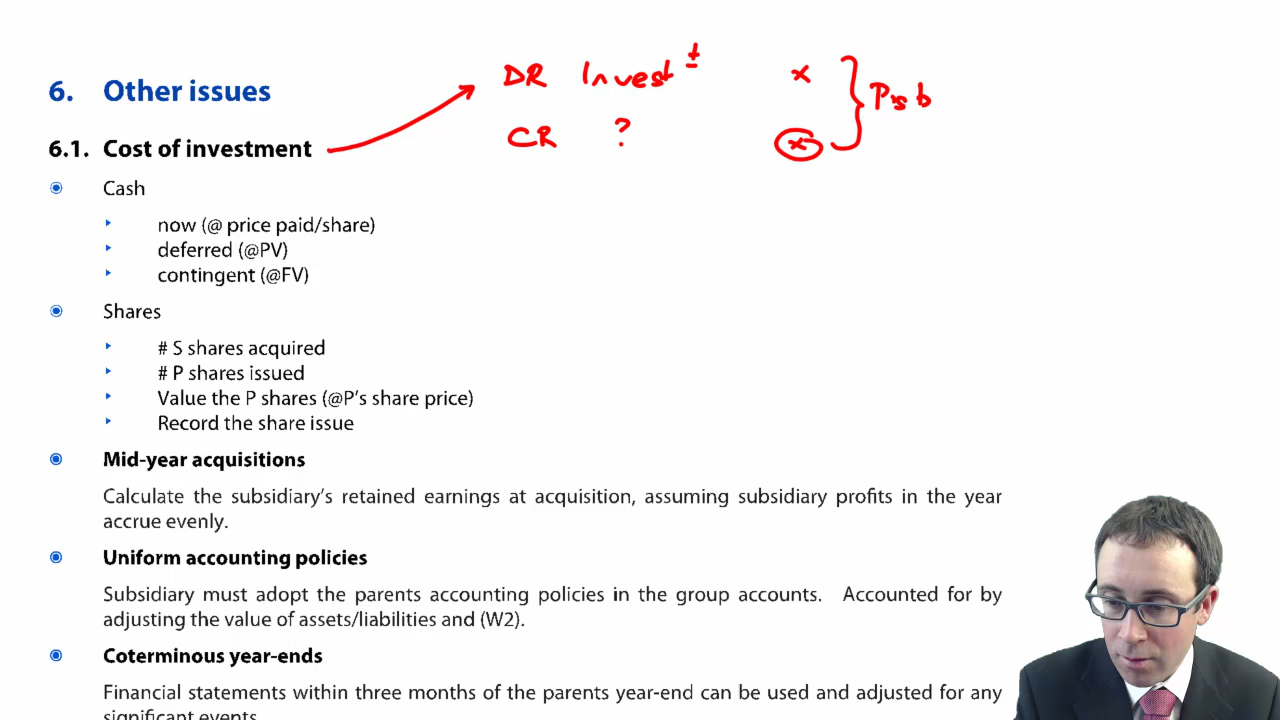 6. Other issues
DR Invest t x
CR ? x
6.1. Cost of investment
Cash
now (@ price paid/share)
deferred (@PV)
contingent (@FV)
Shares
# S shares acquired
# P shares issued
Value the P shares (@P's share price)
Record the share issue
Mid-year acquisitions
Calculate the subsidiary's retained earnings at acquisition, assuming subsidiary profits in the year
accrue evenly.
Uniform accounting policies
Subsidiary must adopt the parents accounting policies in the group accounts. Accounted for by
adjusting the value of assets/liabilities and (W2).
Coterminous year-ends
Financial statements within three months of the parents year-end can be used and adjusted for any
significant events.